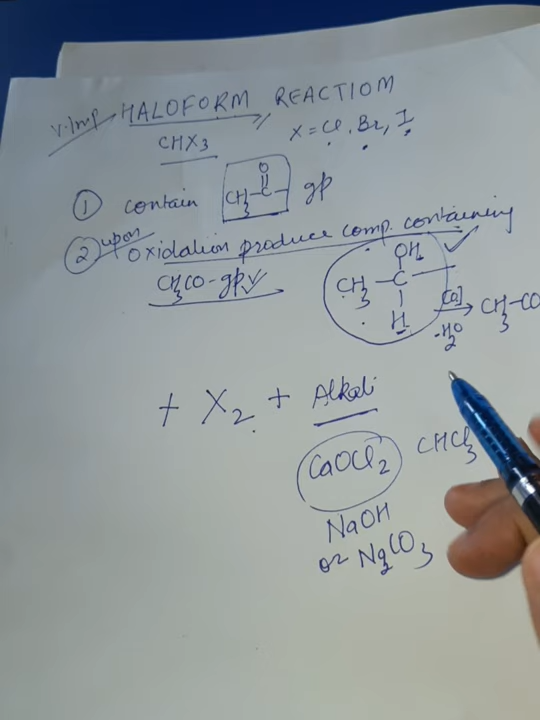 V. Imp HALOFORM REACTIOM
CHX3 X = Cl, Br, I
① contain CH3-C- gp
O
② upon Oxidation produce comp. containing
CH3CO-gp ✓
OH
CH3 - C -
H
[O]
-H2O
CH3-CO
+ X2 + Alkali
CaOCl2 CHCl3
NaOH
or Na2CO3